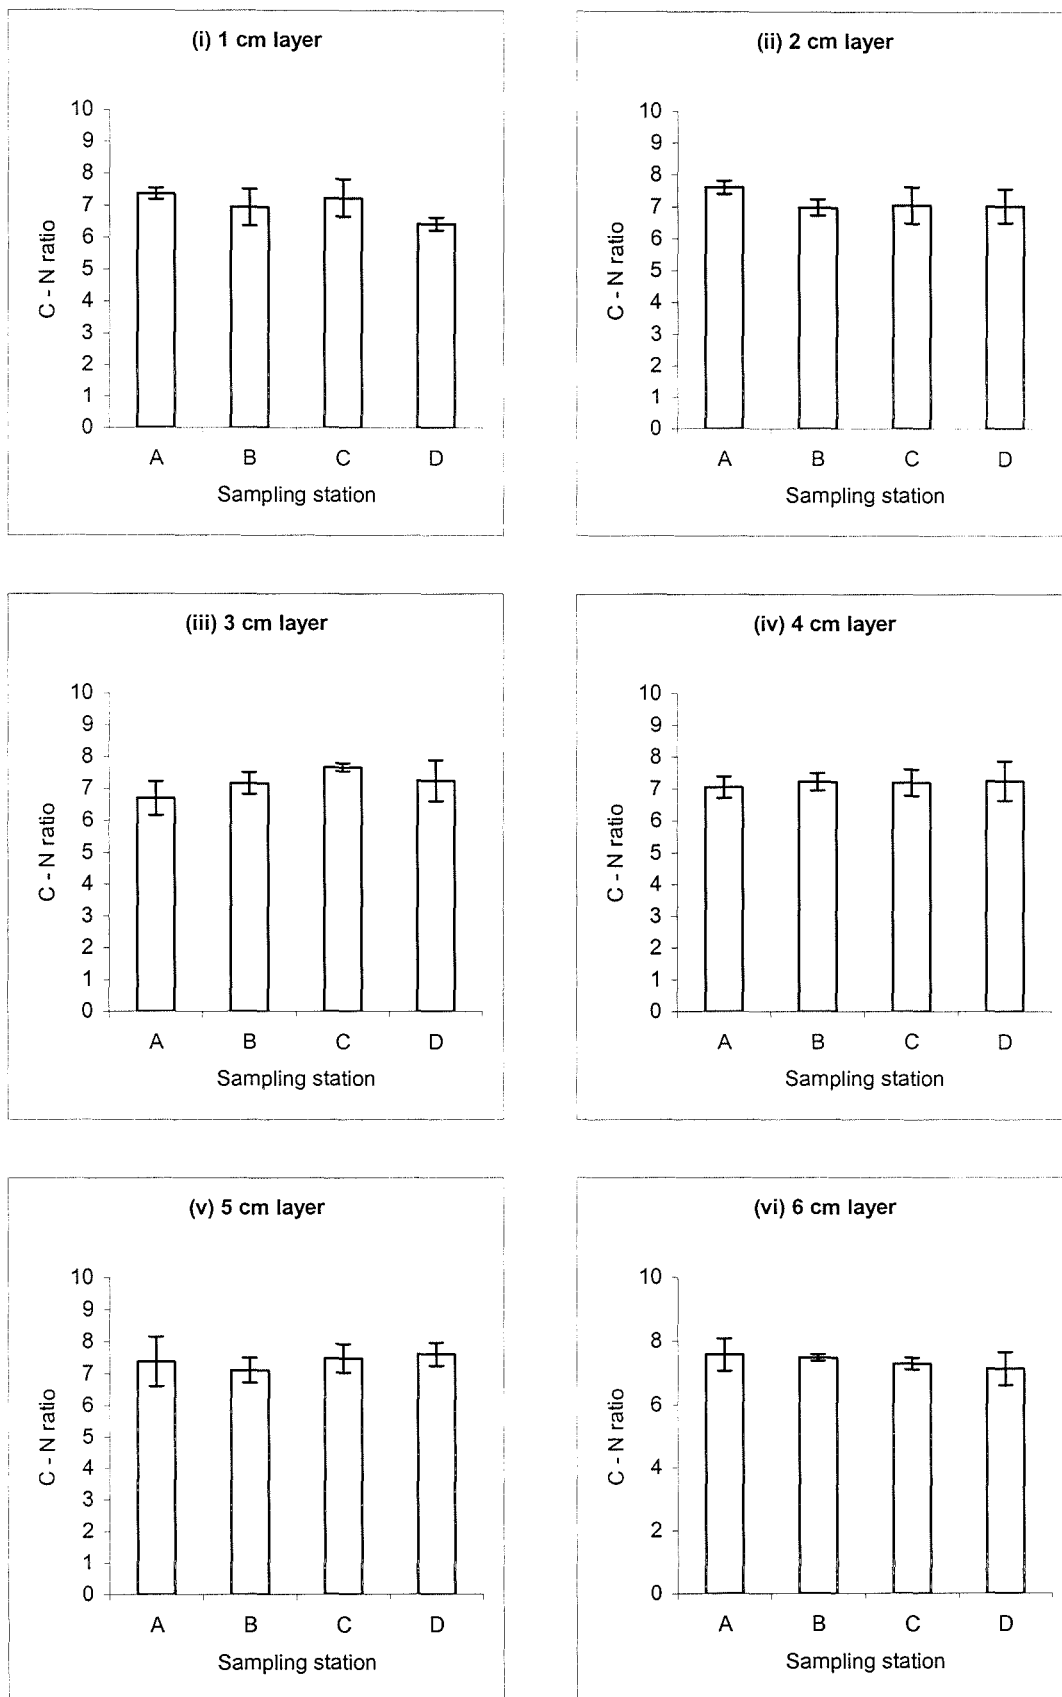 (i) 1 cm layer
10
9
8
7
6
5
4
3
2
1
0
C - N ratio
A B C D
Sampling station
(ii) 2 cm layer
10
9
8
7
6
5
4
3
2
1
0
C - N ratio
A B C D
Sampling station
(iii) 3 cm layer
10
9
8
7
6
5
4
3
2
1
0
C - N ratio
A B C D
Sampling station
(iv) 4 cm layer
10
9
8
7
6
5
4
3
2
1
0
C - N ratio
A B C D
Sampling station
(v) 5 cm layer
10
9
8
7
6
5
4
3
2
1
0
C - N ratio
A B C D
Sampling station
(vi) 6 cm layer
10
8
6
4
2
0
C - N ratio
A B C D
Sampling station